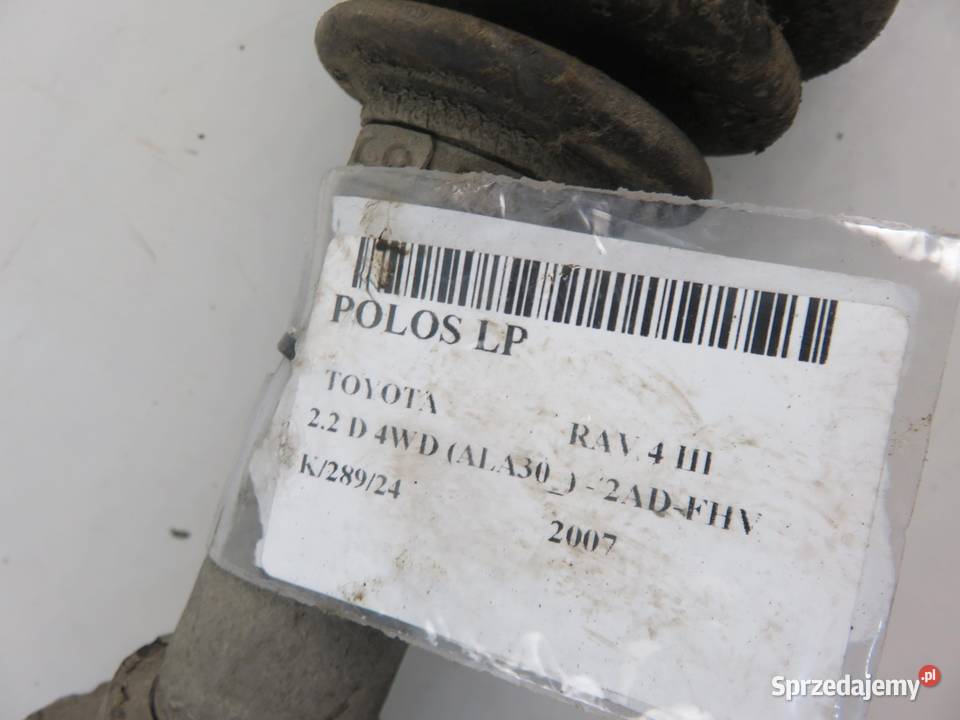 POLOS LP
TOYOTA
RAV 4 III
2.2 D 4WD (ALA30_) - 2AD-FHV
K/289/24
2007
Sprzedajemy.pl